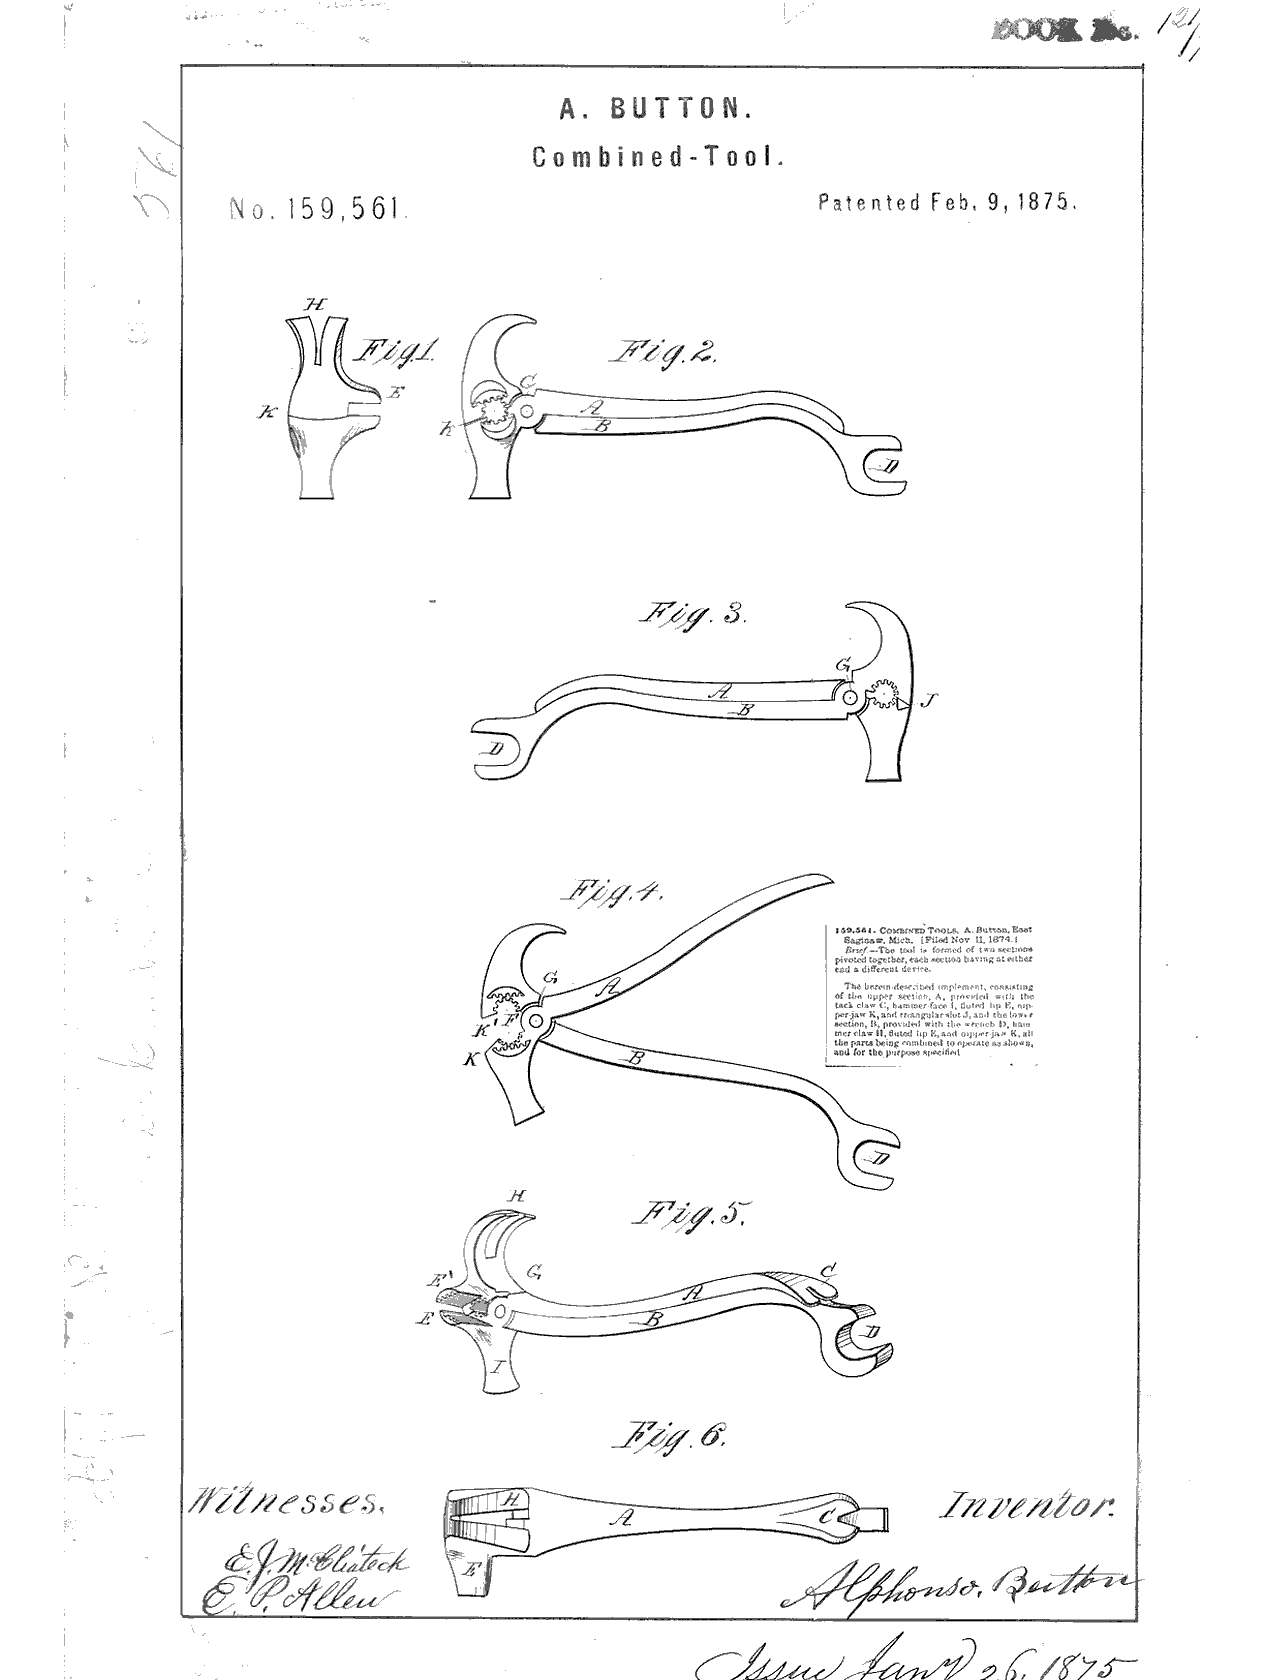 BOOK No. 121
561
A. BUTTON.
Combined-Tool.
No. 159,561.
Patented Feb. 9, 1875.
H
Fig 1.
E
K
Fig. 2.
G
A
B
K
D
Fig. 3.
G
A
B
J
D
Fig. 4.
G
A
K' F
K
B
D
159,561. COMBINED TOOLS, A. Button, East
Saginaw, Mich. [Filed Nov 11, 1874.]
Brief.—The tool is formed of two sections
pivoted together, each section having at either
end a different device.
The herein-described implement, consisting
of the upper section, A, provided with the
tack claw C, hammer-face I, fluted lip E, nip-
per-jaw K, and triangular slot J, and the lower
section, B, provided with the wrench D, ham-
mer claw H, fluted lip E, and nipper jaw K, all
the parts being combined to operate as shown,
and for the purpose specified
H
Fig. 5.
E'
G
C
A
E
B
D
I
Fig. 6.
Witnesses.
H
A
C
E
Inventor.
E. P. Allen
Alphonso. Button
Issue Jany 26, 1875